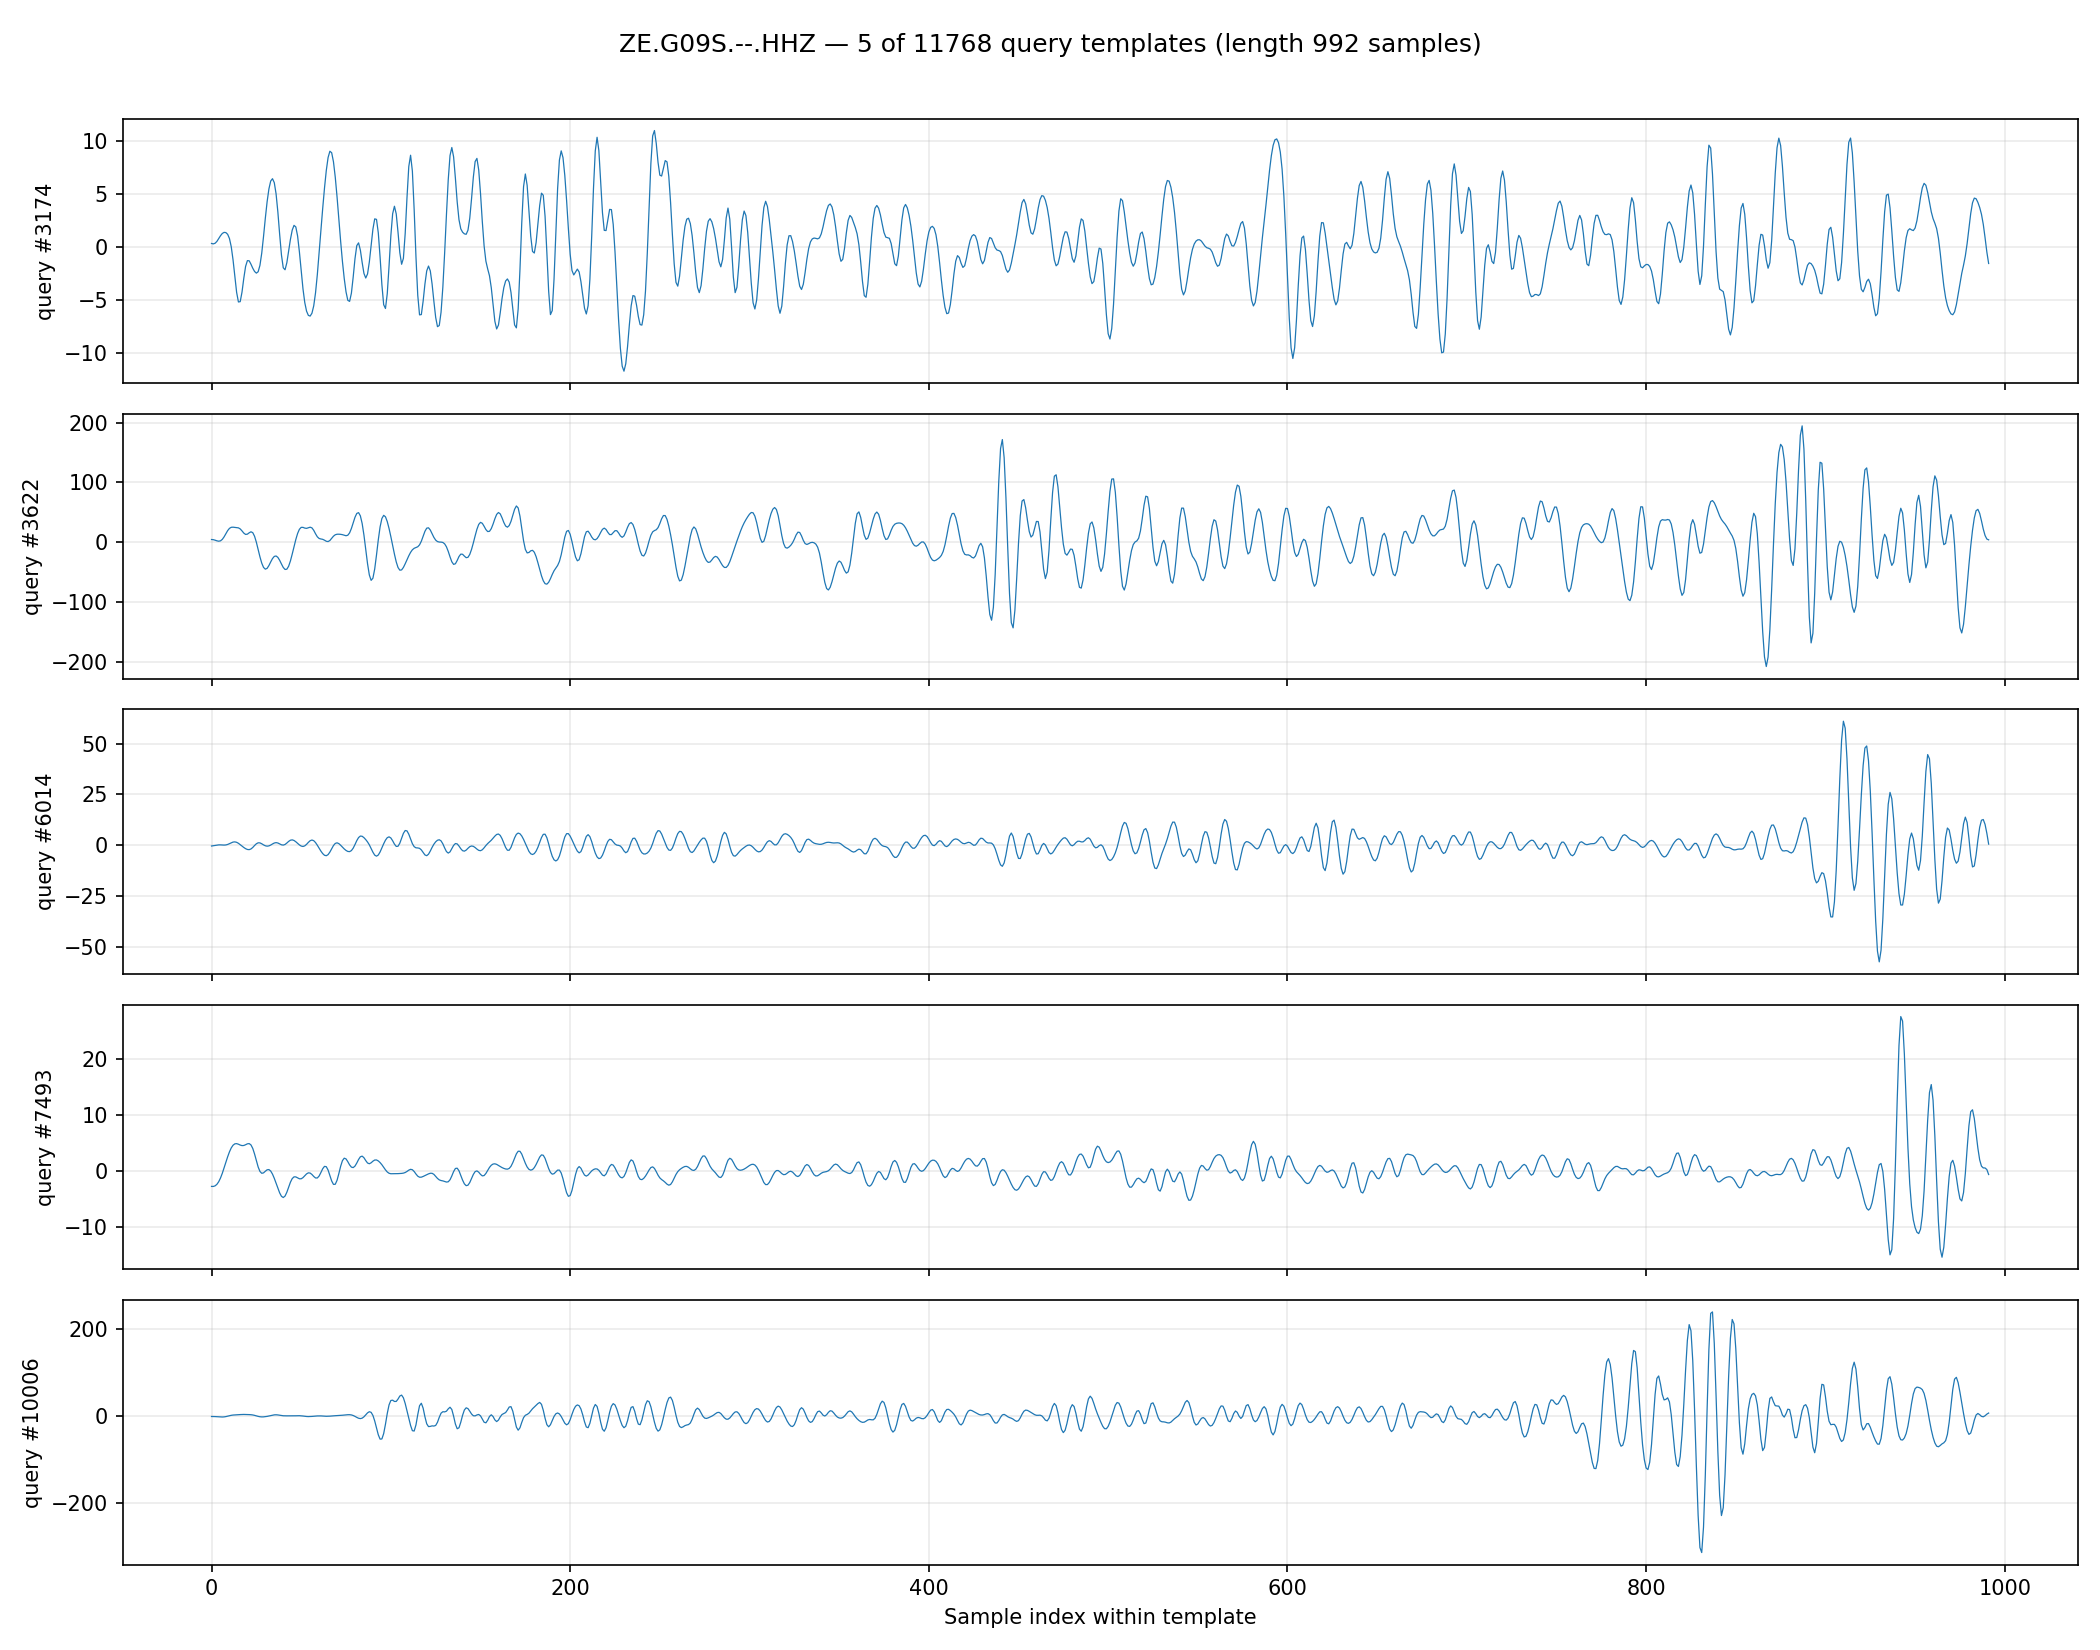 ZE.G09S.--.HHZ — 5 of 11768 query templates (length 992 samples)
query #3174
10
5
0
−5
−10
query #3622
200
100
0
−100
−200
query #6014
50
25
0
−25
−50
query #7493
20
10
0
−10
query #10006
200
0
−200
0 200 400 600 800 1000
Sample index within template